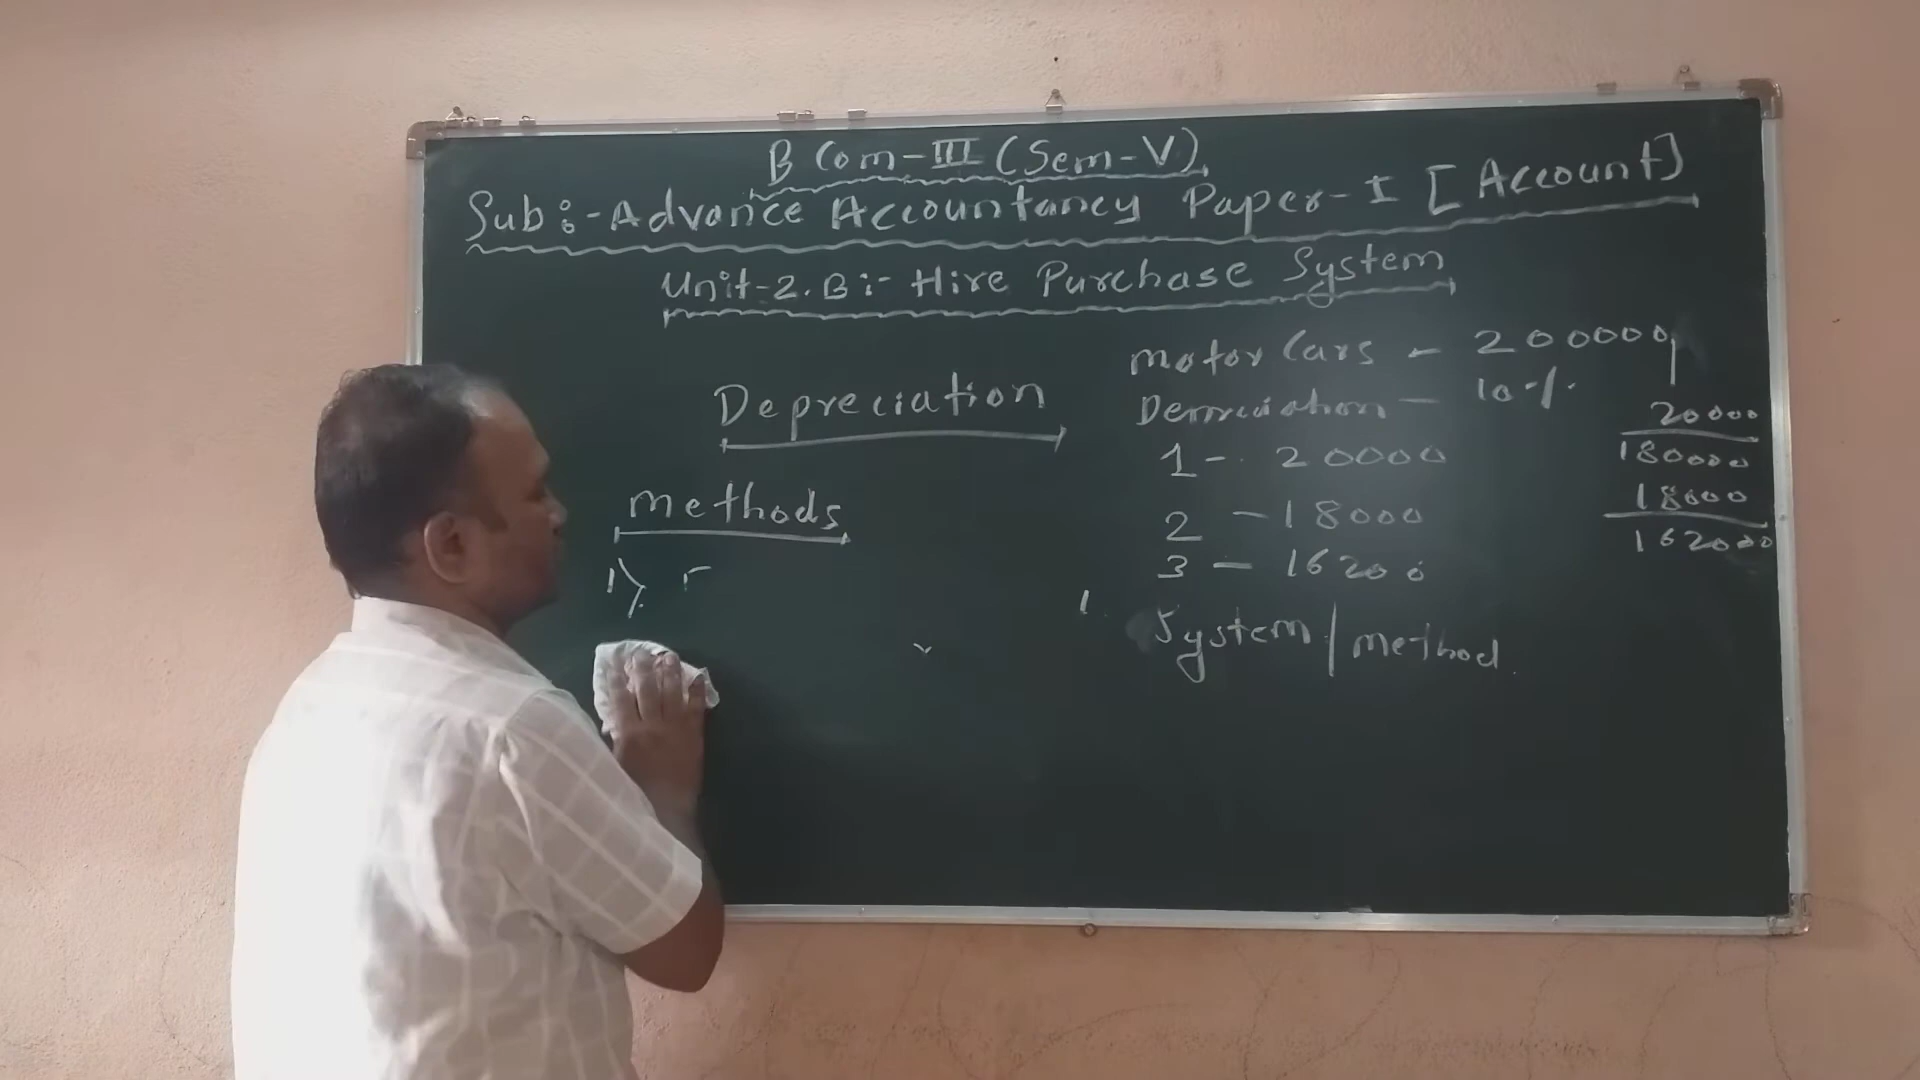 B Com-III (Sem-V)
Sub:- Advance Accountancy Paper-I [Account]
Unit-2.B:- Hire Purchase System
Depreciation
methods
1)
motor Cars - 200000
Depreciation - 10%
1 - 20000
2 - 18000
3 - 16200
System / method
20000
180000
18000
162000